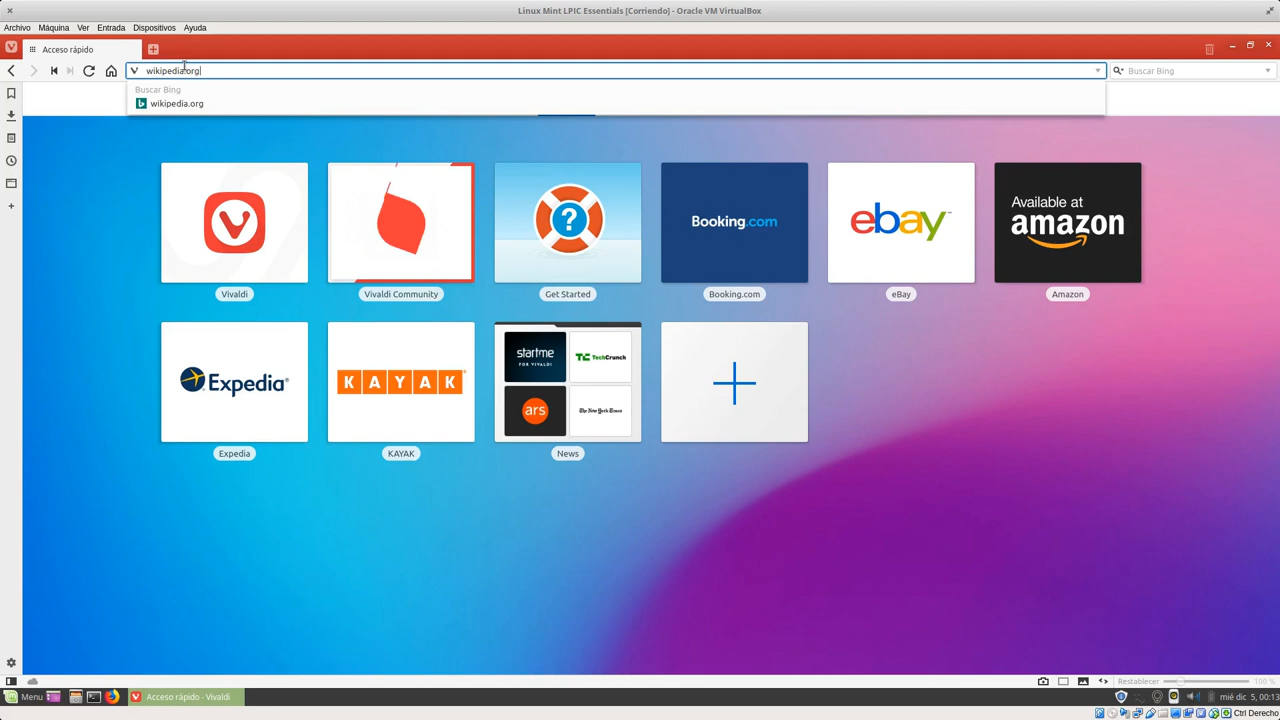 Linux Mint LPIC Essentials [Corriendo] - Oracle VM VirtualBox
Archivo Máquina Ver Entrada Dispositivos Ayuda
Acceso rápido
wikipedia.org
Buscar Bing
Buscar Bing
wikipedia.org
Booking.com
ebay
Available at
amazon
Vivaldi
Vivaldi Community
Get Started
Booking.com
eBay
Amazon
Expedia
KAYAK
startme
FOR VIVALDI
TC TechCrunch
ars
The New York Times
Expedia
KAYAK
News
Restablecer
100 %
Menu
Acceso rápido - Vivaldi
mié dic 5, 00:13
Ctrl Derecho